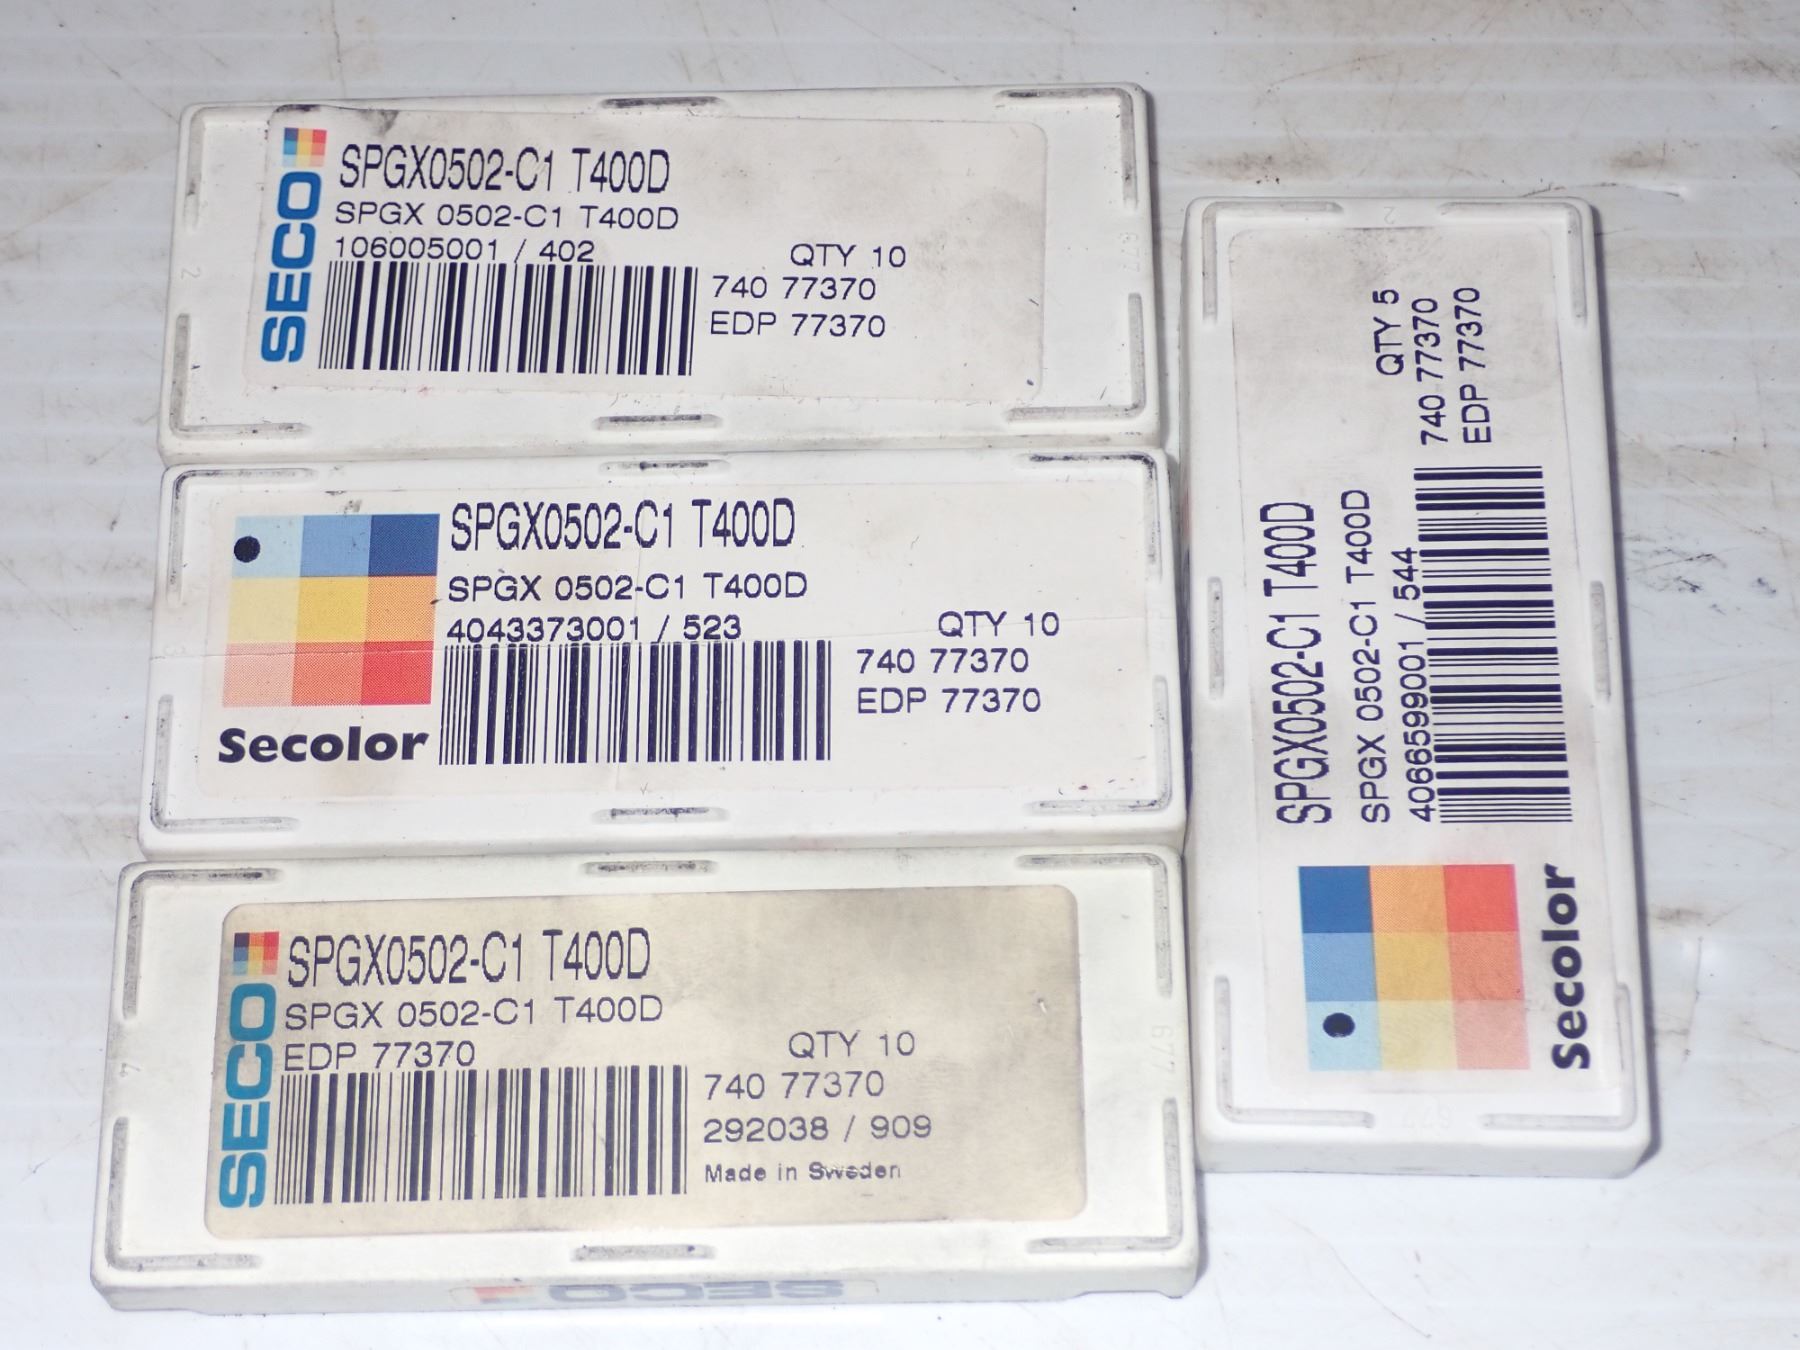 SECO
SPGX0502-C1 T400D
SPGX 0502-C1 T400D
106005001 / 402
QTY 10
740 77370
EDP 77370
SPGX0502-C1 T400D
SPGX 0502-C1 T400D
4043373001 / 523
QTY 10
740 77370
EDP 77370
Secolor
SECO
SPGX0502-C1 T400D
SPGX 0502-C1 T400D
EDP 77370
QTY 10
740 77370
292038 / 909
Made in Sweden
SECO
SPGX0502-C1 T400D
SPGX 0502-C1 T400D
4066599001 / 544
QTY 5
740 77370
EDP 77370
Secolor